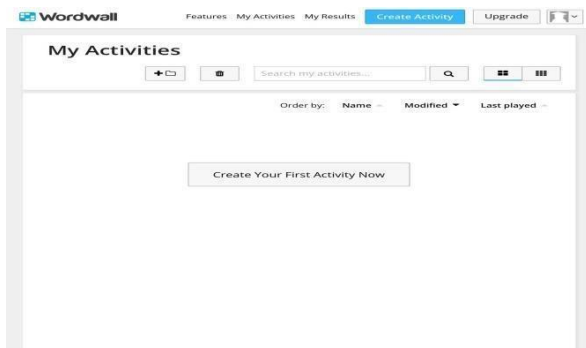 Wordwall Features My Activities My Results Create Activity Upgrade
My Activities
Search my activities...
Order by: Name Modified Last played
Create Your First Activity Now